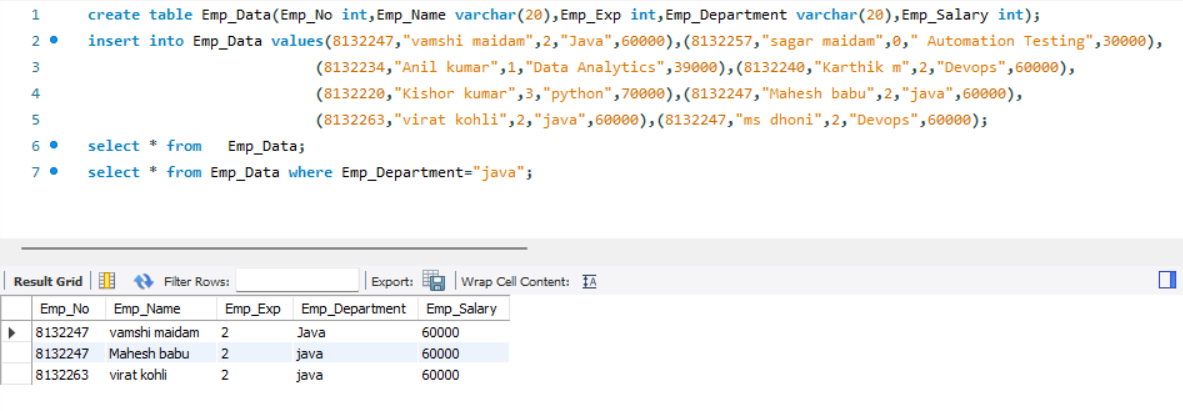 1 create table Emp_Data(Emp_No int,Emp_Name varchar(20),Emp_Exp int,Emp_Department varchar(20),Emp_Salary int);
2 insert into Emp_Data values(8132247,"vamshi maidam",2,"Java",60000),(8132257,"sagar maidam",0," Automation Testing",30000),
3 (8132234,"Anil kumar",1,"Data Analytics",39000),(8132240,"Karthik m",2,"Devops",60000),
4 (8132220,"Kishor kumar",3,"python",70000),(8132247,"Mahesh babu",2,"java",60000),
5 (8132263,"virat kohli",2,"java",60000),(8132247,"ms dhoni",2,"Devops",60000);
6 select * from Emp_Data;
7 select * from Emp_Data where Emp_Department="java";
Result Grid Filter Rows: Export: Wrap Cell Content: IA
Emp_No Emp_Name Emp_Exp Emp_Department Emp_Salary
8132247 vamshi maidam 2 Java 60000
8132247 Mahesh babu 2 java 60000
8132263 virat kohli 2 java 60000